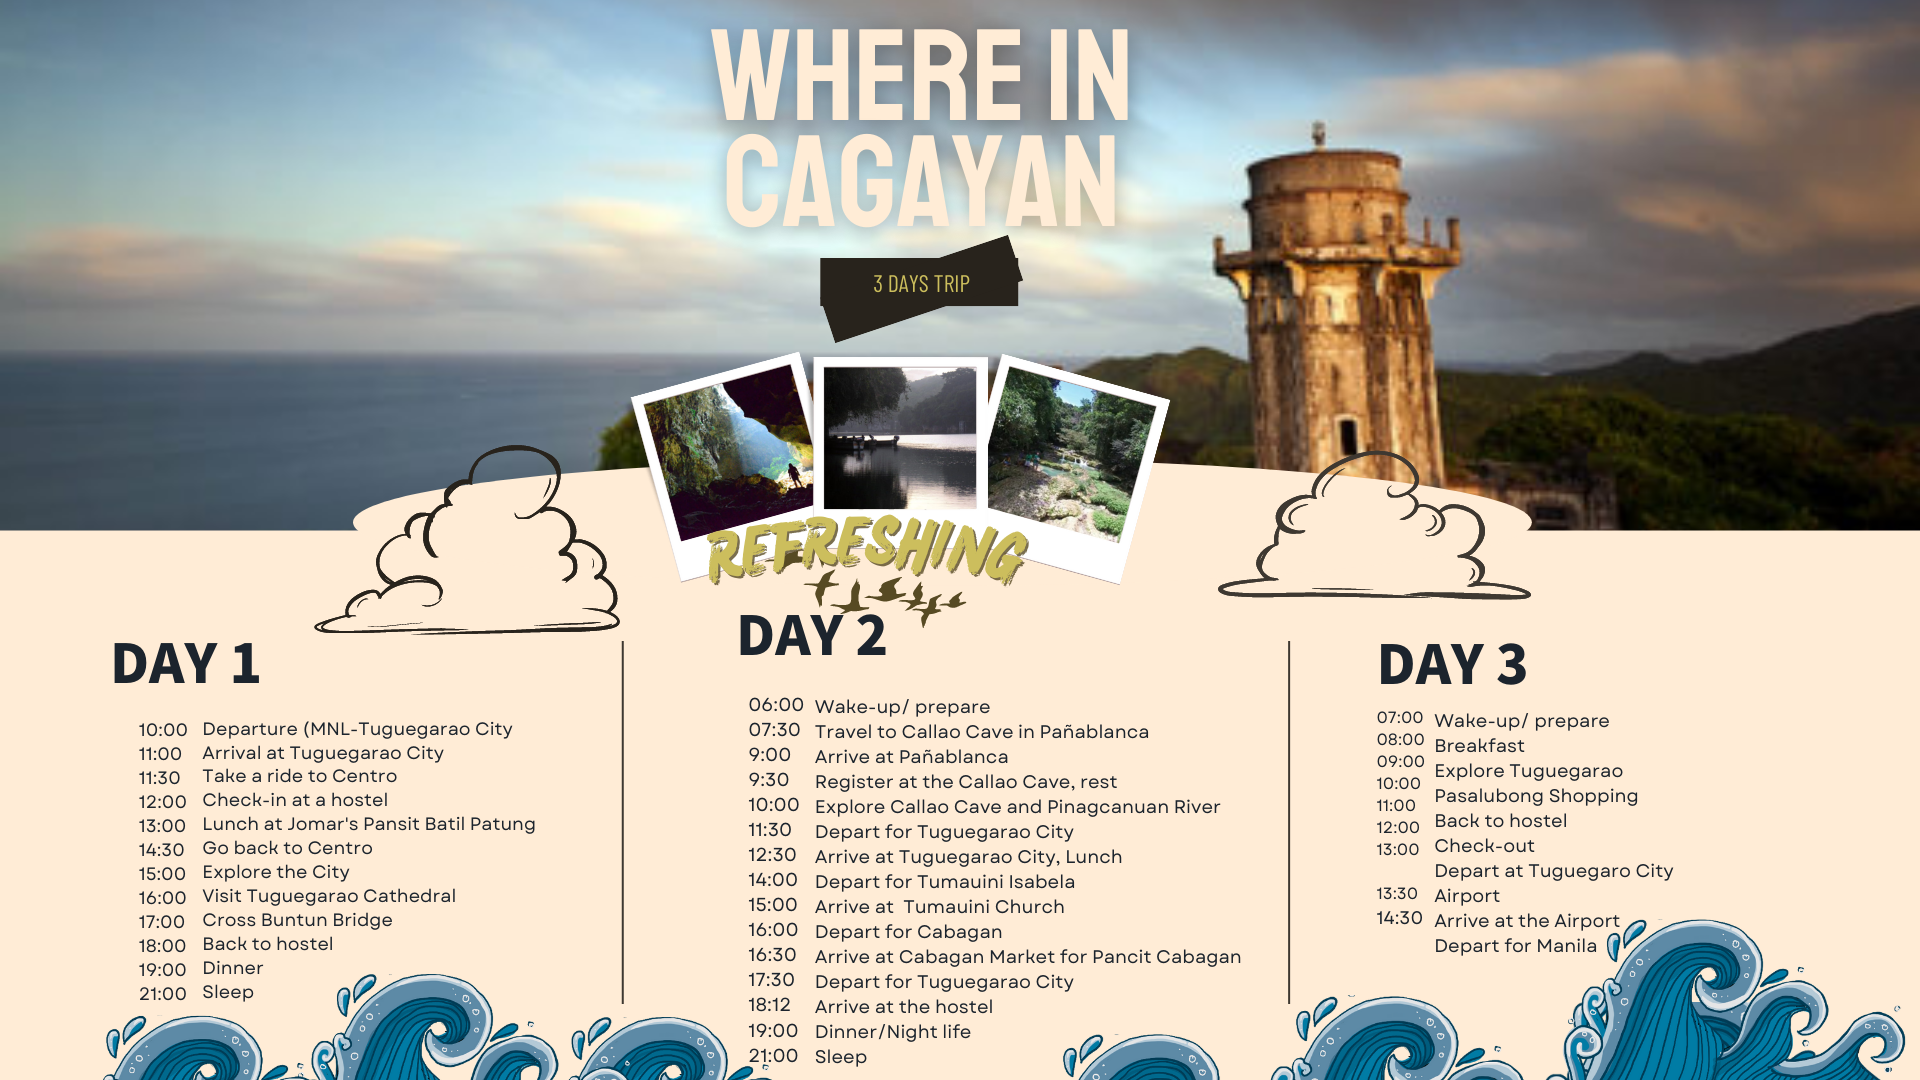 WHERE IN
CAGAYAN
3 DAYS TRIP
REFRESHING
DAY 1
10:00 Departure (MNL-Tuguegarao City
11:00 Arrival at Tuguegarao City
11:30 Take a ride to Centro
12:00 Check-in at a hostel
13:00 Lunch at Jomar's Pansit Batil Patung
14:30 Go back to Centro
15:00 Explore the City
16:00 Visit Tuguegarao Cathedral
17:00 Cross Buntun Bridge
18:00 Back to hostel
19:00 Dinner
21:00 Sleep
DAY 2
06:00 Wake-up/ prepare
07:30 Travel to Callao Cave in Pañablanca
9:00 Arrive at Pañablanca
9:30 Register at the Callao Cave, rest
10:00 Explore Callao Cave and Pinagcanuan River
11:30 Depart for Tuguegarao City
12:30 Arrive at Tuguegarao City, Lunch
14:00 Depart for Tumauini Isabela
15:00 Arrive at Tumauini Church
16:00 Depart for Cabagan
16:30 Arrive at Cabagan Market for Pancit Cabagan
17:30 Depart for Tuguegarao City
18:12 Arrive at the hostel
19:00 Dinner/Night life
21:00 Sleep
DAY 3
07:00 Wake-up/ prepare
08:00 Breakfast
09:00 Explore Tuguegarao
10:00 Pasalubong Shopping
11:00 Back to hostel
12:00 Check-out
13:00 Depart at Tuguegaro City
Airport
13:30 Arrive at the Airport
14:30 Depart for Manila